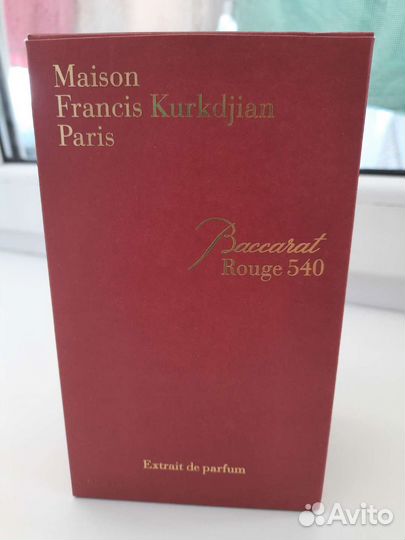 Maison
Francis Kurkdjian
Paris
Baccarat
Rouge 540
Extrait de parfum
Avito